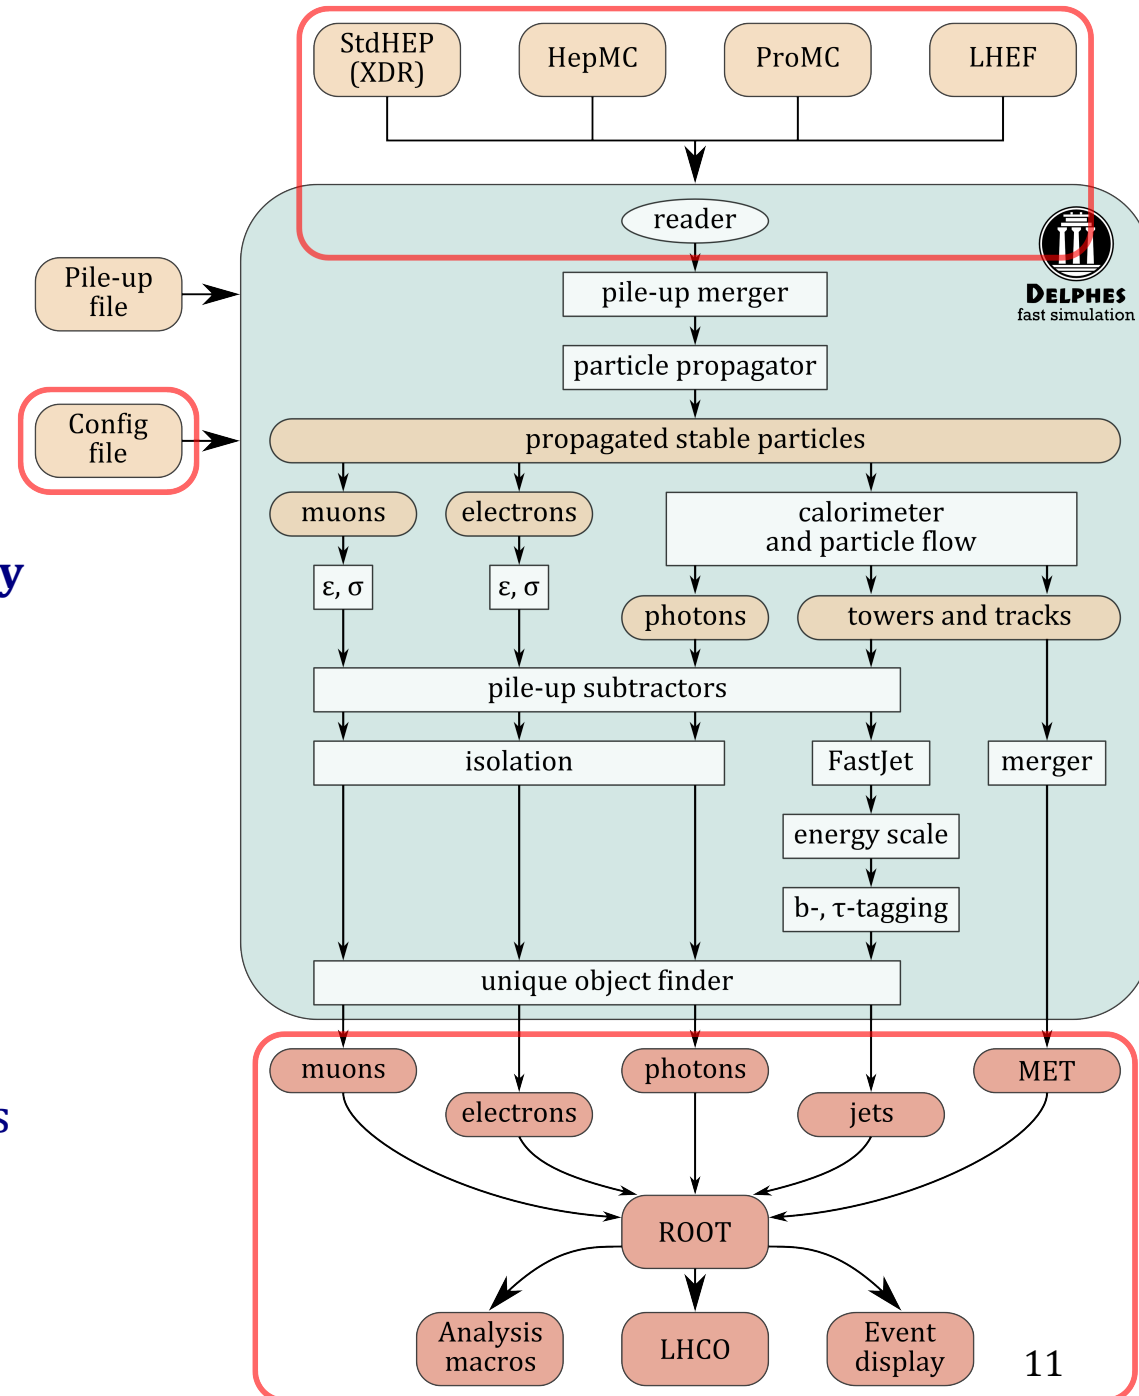 StdHEP
(XDR)
HepMC
ProMC
LHEF
reader
Pile-up
file
pile-up merger
DELPHES
fast simulation
particle propagator
Config
file
propagated stable particles
muons
electrons
calorimeter
and particle flow
y
ε, σ
ε, σ
photons
towers and tracks
pile-up subtractors
isolation
FastJet
merger
energy scale
b-, τ-tagging
unique object finder
muons
photons
MET
electrons
jets
s
ROOT
Analysis
macros
LHCO
Event
display
11